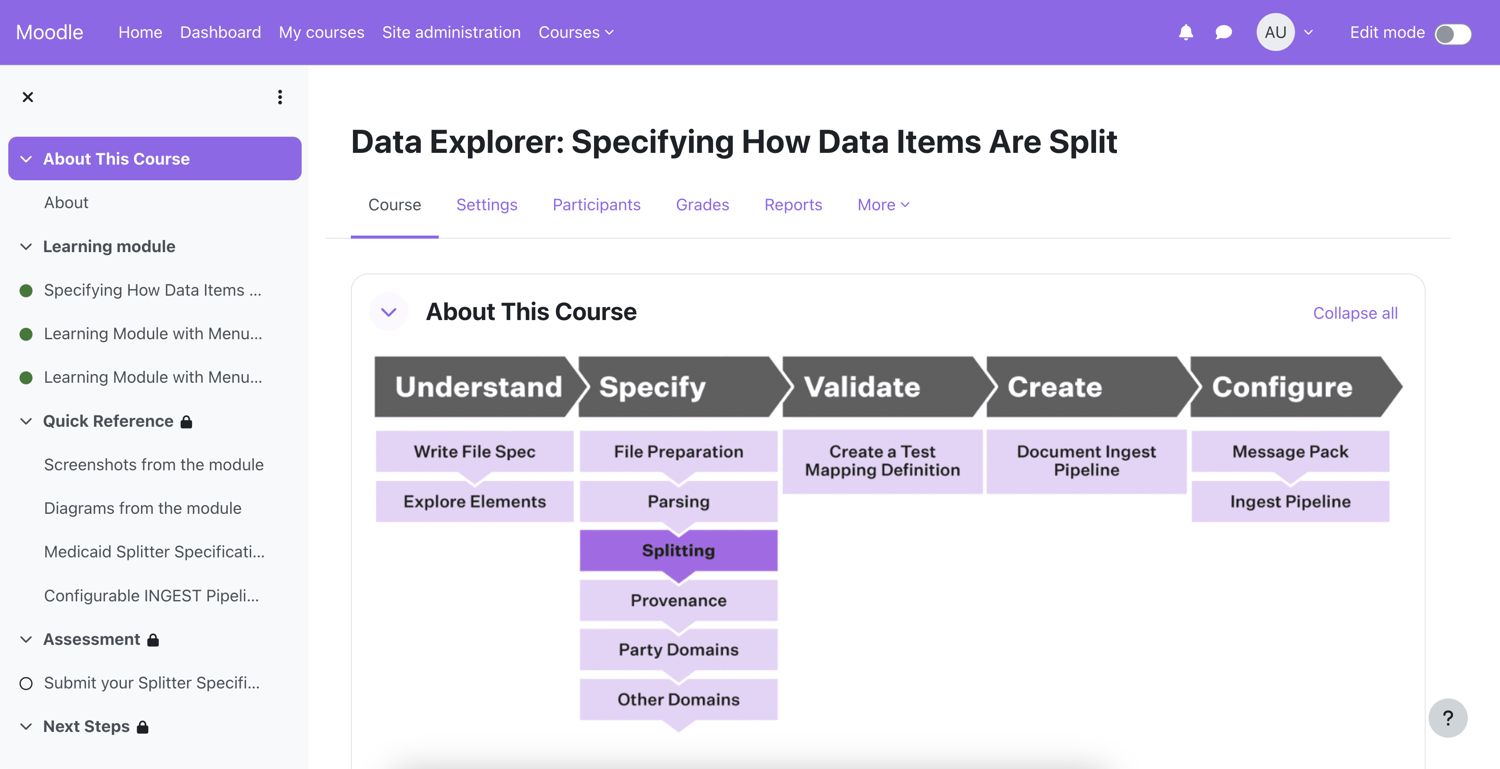 Moodle
Home Dashboard My courses Site administration Courses
AU
Edit mode
About This Course
About
Learning module
Specifying How Data Items ...
Learning Module with Menu...
Learning Module with Menu...
Quick Reference
Screenshots from the module
Diagrams from the module
Medicaid Splitter Specificati...
Configurable INGEST Pipeli...
Assessment
Submit your Splitter Specifi...
Next Steps
Data Explorer: Specifying How Data Items Are Split
Course Settings Participants Grades Reports More
About This Course
Collapse all
Understand
Write File Spec
Explore Elements
Specify
File Preparation
Parsing
Splitting
Provenance
Party Domains
Other Domains
Validate
Create a Test
Mapping Definition
Create
Document Ingest
Pipeline
Configure
Message Pack
Ingest Pipeline
?